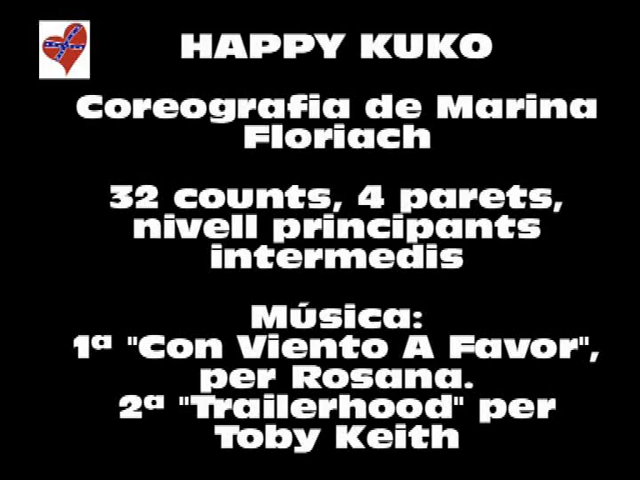 HAPPY KUKO
Coreografia de Marina
Floriach
32 counts, 4 parets,
nivell principants
intermedis
Música:
1ª "Con Viento A Favor",
per Rosana.
2ª "Trailerhood" per
Toby Keith